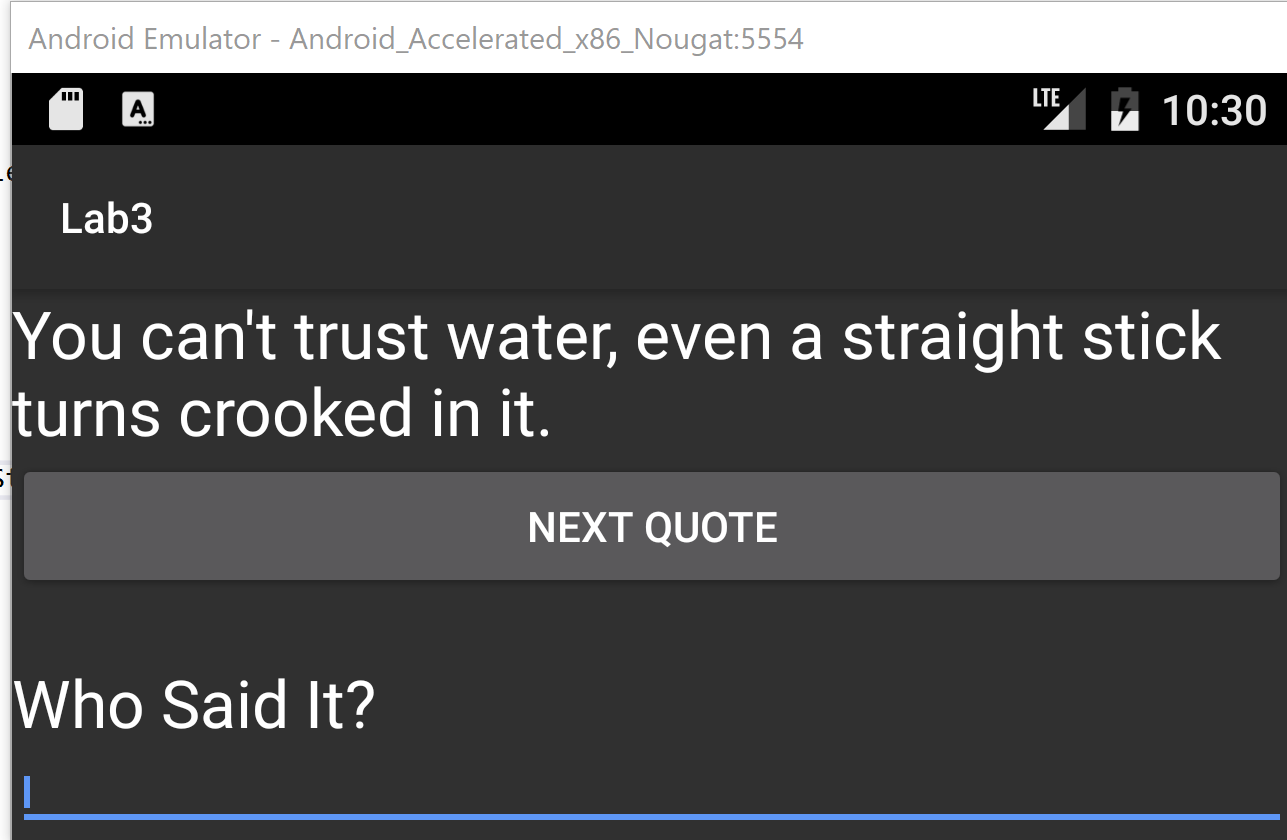 Android Emulator - Android_Accelerated_x86_Nougat:5554
A
LTE
10:30
Lab3
You can't trust water, even a straight stick
turns crooked in it.
NEXT QUOTE
Who Said It?